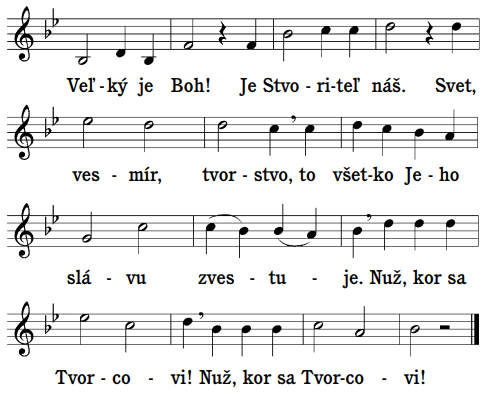 Veľ-ký je Boh! Je Stvo-ri-teľ náš. Svet,
ves-mír, tvor-stvo, to všet-ko Je-ho
slá-vu zves-tu-je. Nuž, kor sa
Tvor-co-vi! Nuž, kor sa Tvor-co-vi!